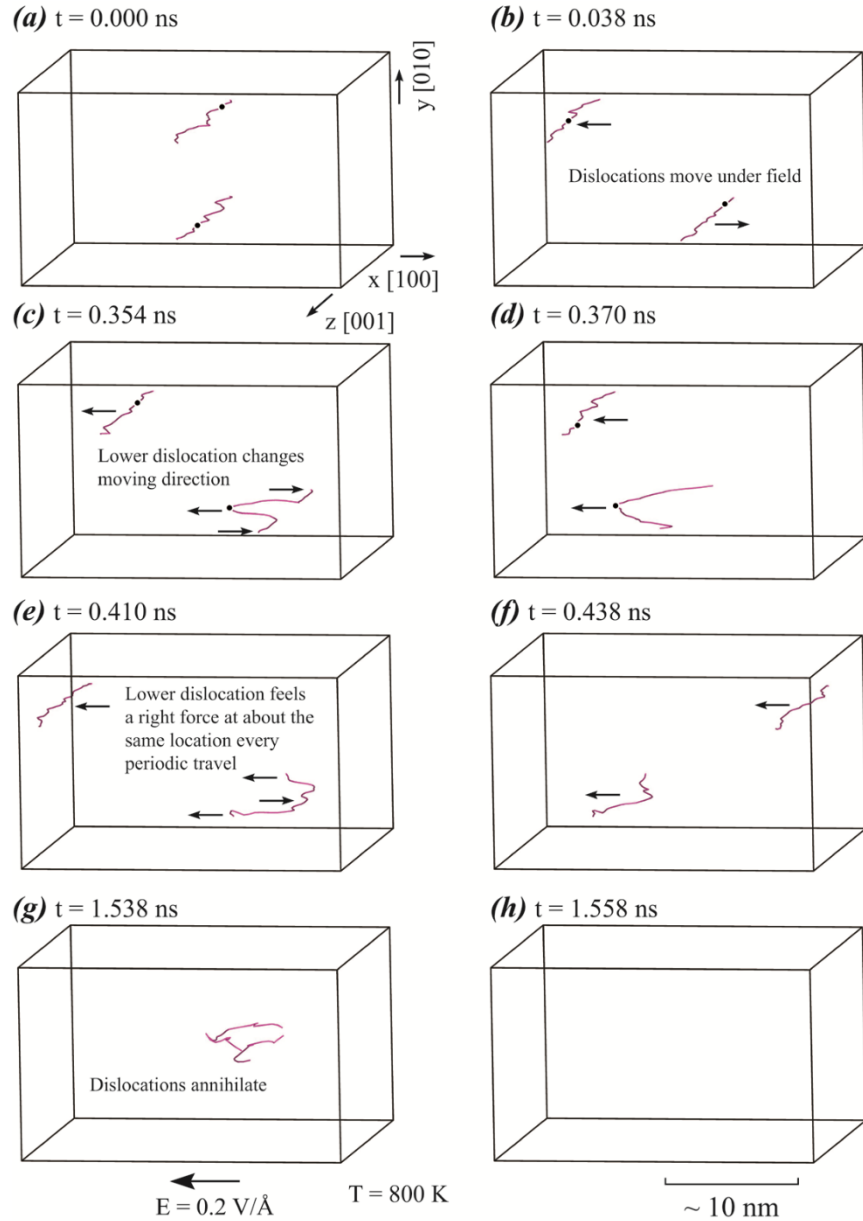 (a) t = 0.000 ns
(b) t = 0.038 ns
y [010]
Dislocations move under field
x [100]
z [001]
(c) t = 0.354 ns
(d) t = 0.370 ns
Lower dislocation changes
moving direction
(e) t = 0.410 ns
(f) t = 0.438 ns
Lower dislocation feels
a right force at about the
same location every
periodic travel
(g) t = 1.538 ns
(h) t = 1.558 ns
Dislocations annihilate
E = 0.2 V/Å
T = 800 K
~ 10 nm